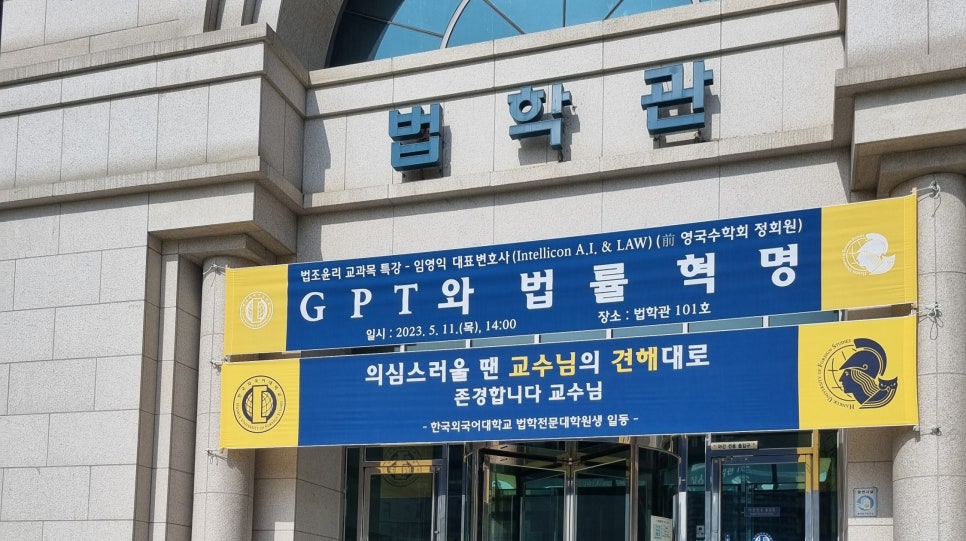 법학관
법조윤리 교과목 특강 - 임영익 대표변호사(Intellicon A.I. & LAW) (前 영국수학회 정회원)
GPT와 법률혁명
일시 : 2023. 5. 11.(목), 14:00 장소 : 법학관 101호
의심스러울 땐 교수님의 견해대로
존경합니다 교수님
- 한국외국어대학교 법학전문대학원생 일동 -
HANKUK UNIVERSITY OF FOREIGN STUDIES